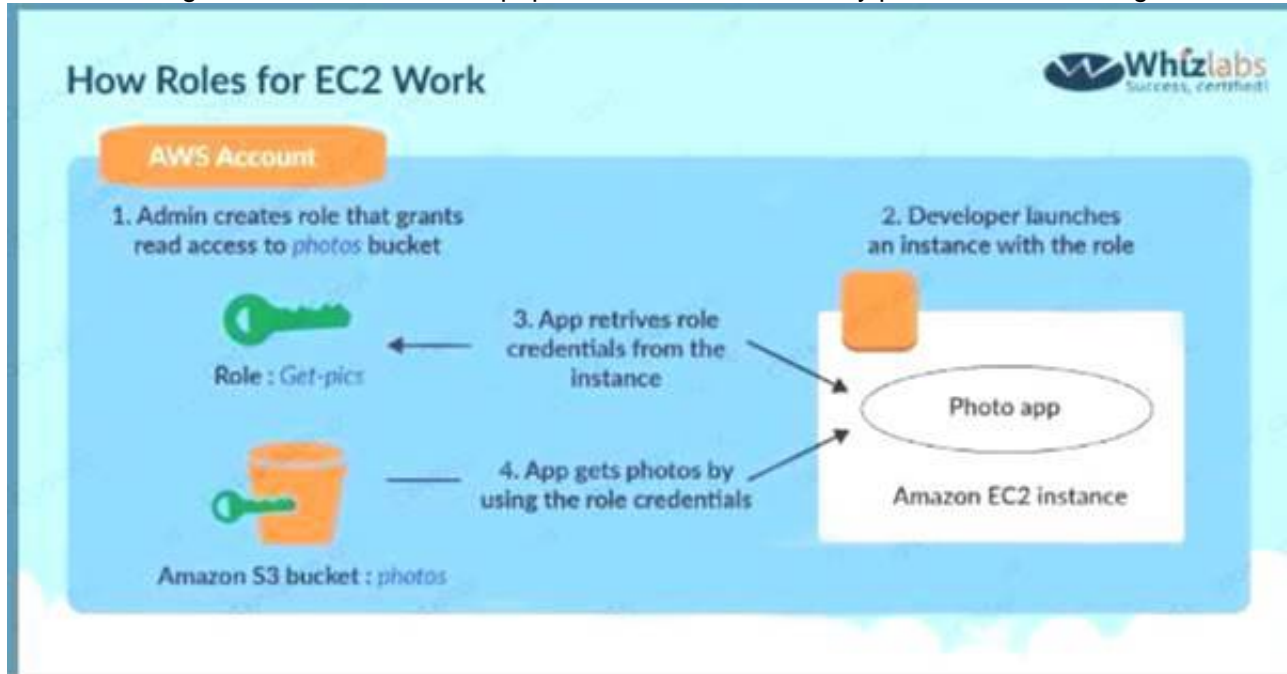 How Roles for EC2 Work
Whizlabs
Success, certified!
AWS Account
1. Admin creates role that grants
read access to photos bucket
2. Developer launches
an instance with the role
3. App retrives role
credentials from the
instance
Role : Get-pics
Photo app
4. App gets photos by
using the role credentials
Amazon EC2 instance
Amazon S3 bucket : photos